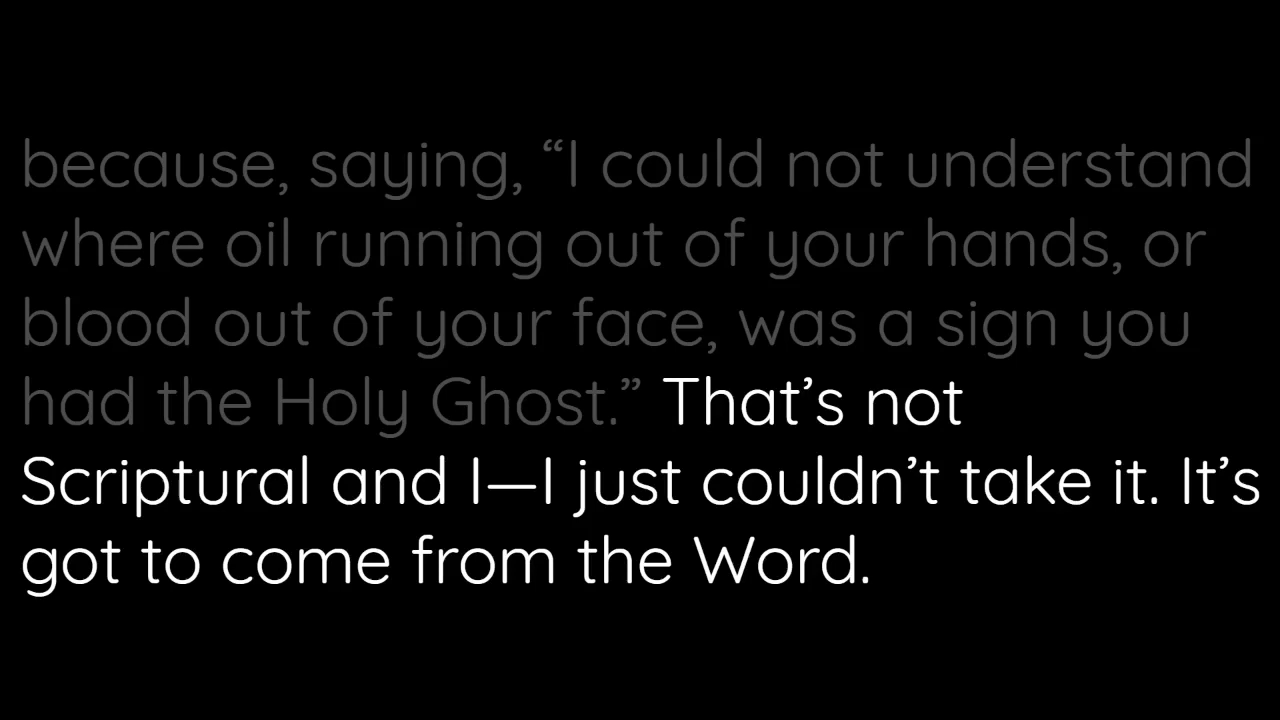 because, saying, “I could not understand
where oil running out of your hands, or
blood out of your face, was a sign you
had the Holy Ghost.” That’s not
Scriptural and I—I just couldn’t take it. It’s
got to come from the Word.